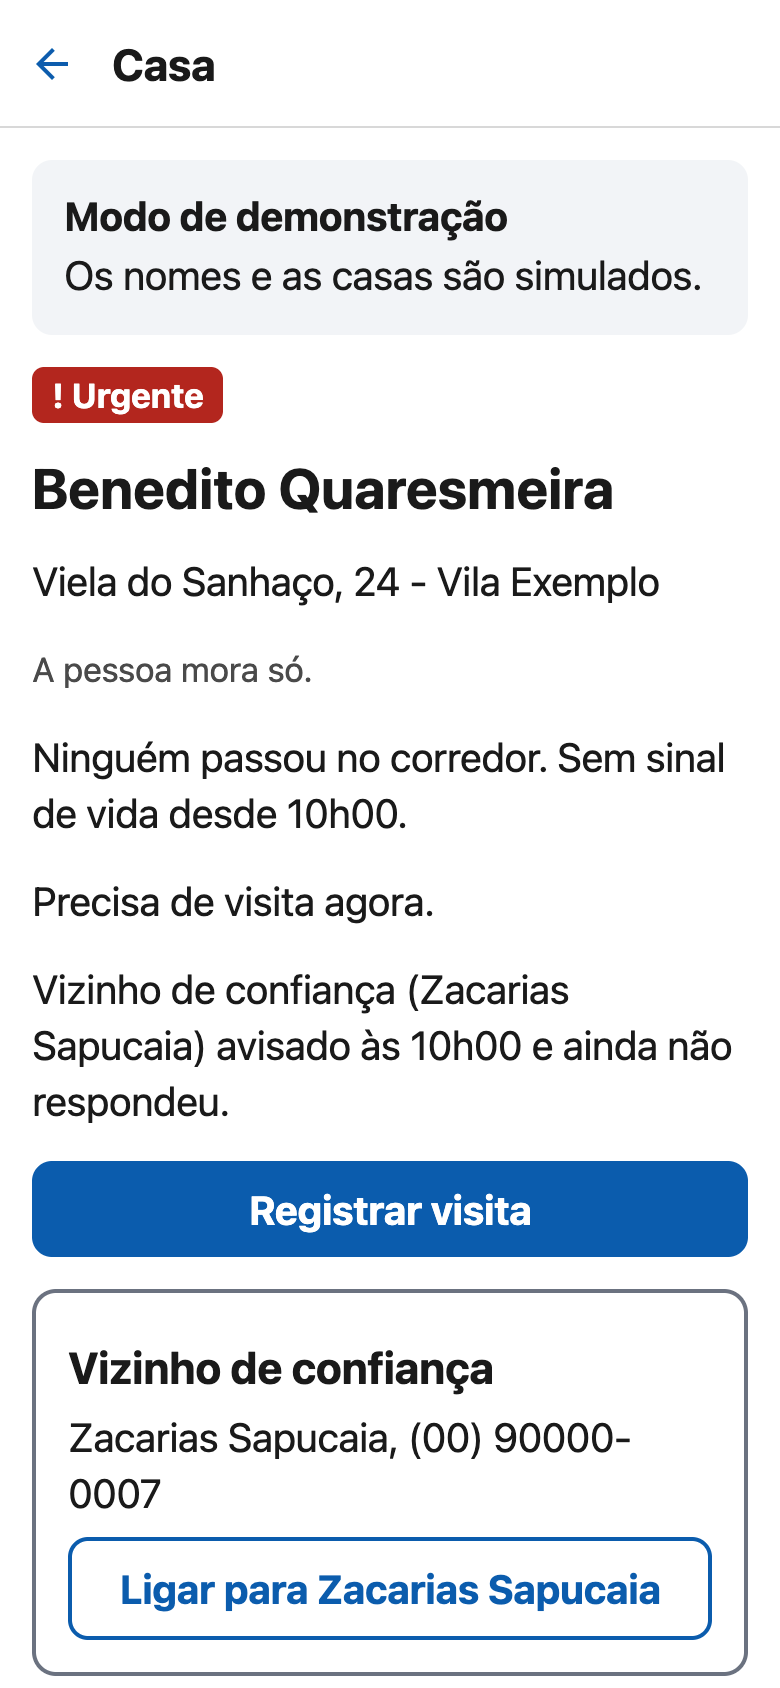 Casa
Modo de demonstração
Os nomes e as casas são simulados.
! Urgente
Benedito Quaresmeira
Viela do Sanhaço, 24 - Vila Exemplo
A pessoa mora só.
Ninguém passou no corredor. Sem sinal
de vida desde 10h00.
Precisa de visita agora.
Vizinho de confiança (Zacarias
Sapucaia) avisado às 10h00 e ainda não
respondeu.
Registrar visita
Vizinho de confiança
Zacarias Sapucaia, (00) 90000-
0007
Ligar para Zacarias Sapucaia